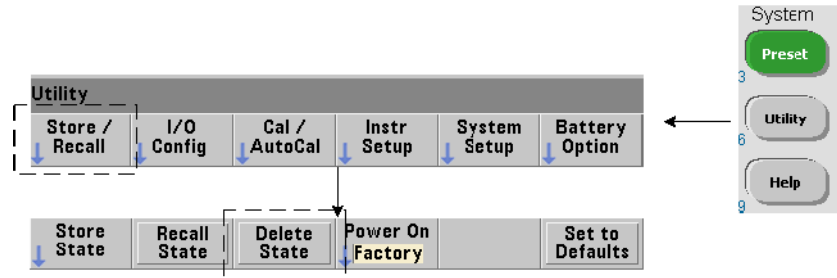 System
Preset
3
Utility
Store / Recall
I/O Config
Cal / AutoCal
Instr Setup
System Setup
Battery Option
Utility
6
Help
9
Store State
Recall State
Delete State
Power On Factory
Set to Defaults